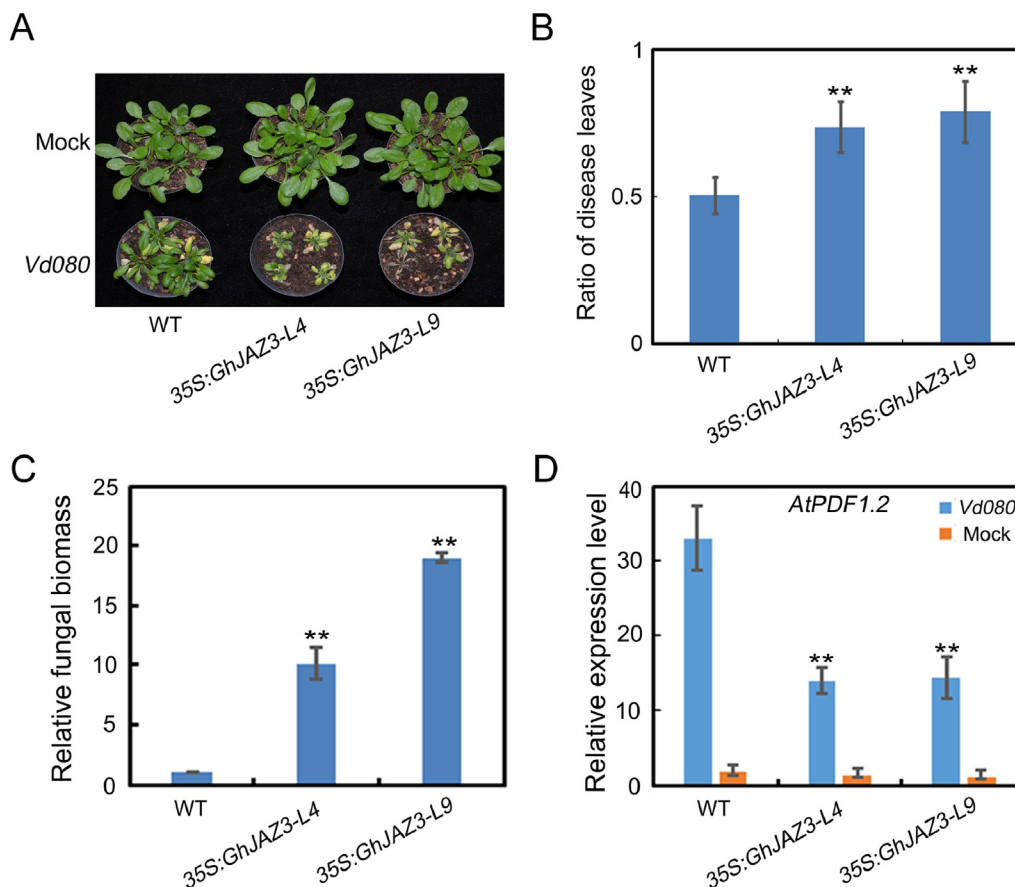 A
Mock
Vd080
WT
35S:GhJAZ3-L4
35S:GhJAZ3-L9
B
Ratio of disease leaves
1
0.5
0
**
**
WT
35S:GhJAZ3-L4
35S:GhJAZ3-L9
C
Relative fungal biomass
25
20
15
10
5
0
**
**
WT
35S:GhJAZ3-L4
35S:GhJAZ3-L9
D
Relative expression level
40
30
20
10
0
AtPDF1.2
Vd080
Mock
**
**
WT
35S:GhJAZ3-L4
35S:GhJAZ3-L9